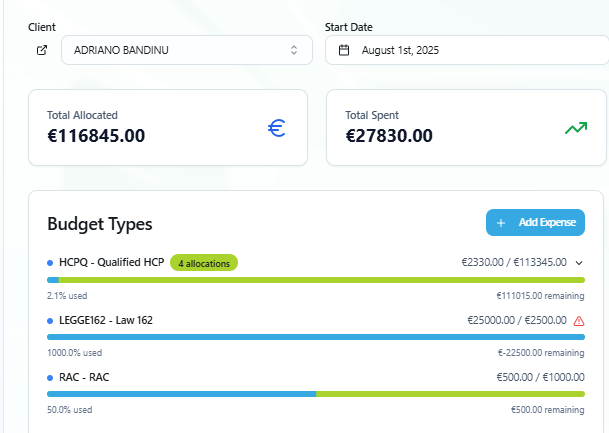 Client
Start Date
ADRIANO BANDINU
August 1st, 2025
Total Allocated
€116845.00
€
Total Spent
€27830.00
Budget Types
+ Add Expense
HCPQ - Qualified HCP 4 allocations €2330.00 / €113345.00
2.1% used €111015.00 remaining
LEGGE162 - Law 162 €25000.00 / €2500.00
1000.0% used €-22500.00 remaining
RAC - RAC €500.00 / €1000.00
50.0% used €500.00 remaining